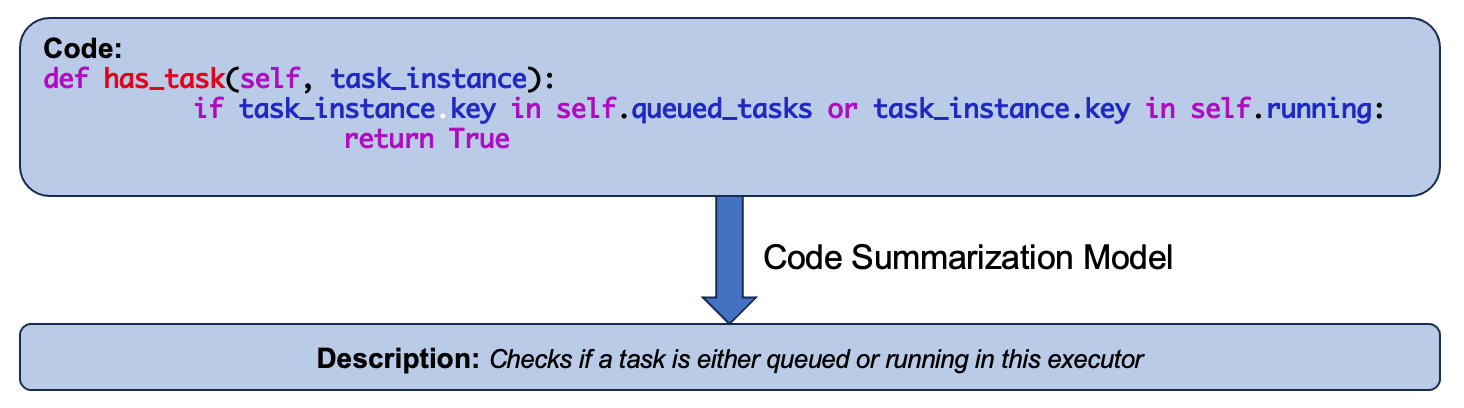 Code:
def has_task(self, task_instance):
if task_instance.key in self.queued_tasks or task_instance.key in self.running:
return True
Code Summarization Model
Description: Checks if a task is either queued or running in this executor